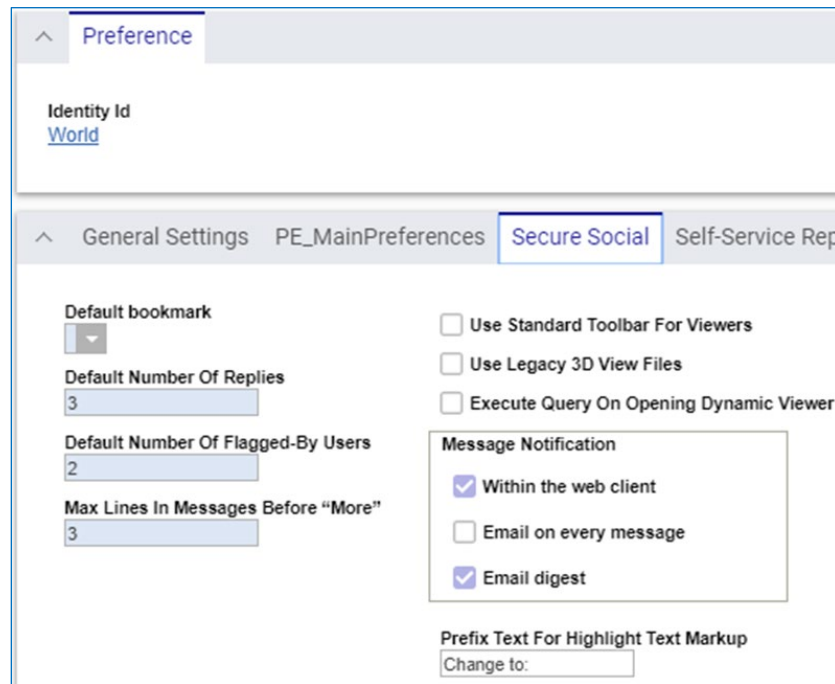 Preference
Identity Id
World
General Settings PE_MainPreferences Secure Social Self-Service Rep
Default bookmark
Default Number Of Replies
3
Default Number Of Flagged-By Users
2
Max Lines In Messages Before “More”
3
Use Standard Toolbar For Viewers
Use Legacy 3D View Files
Execute Query On Opening Dynamic Viewer
Message Notification
Within the web client
Email on every message
Email digest
Prefix Text For Highlight Text Markup
Change to: